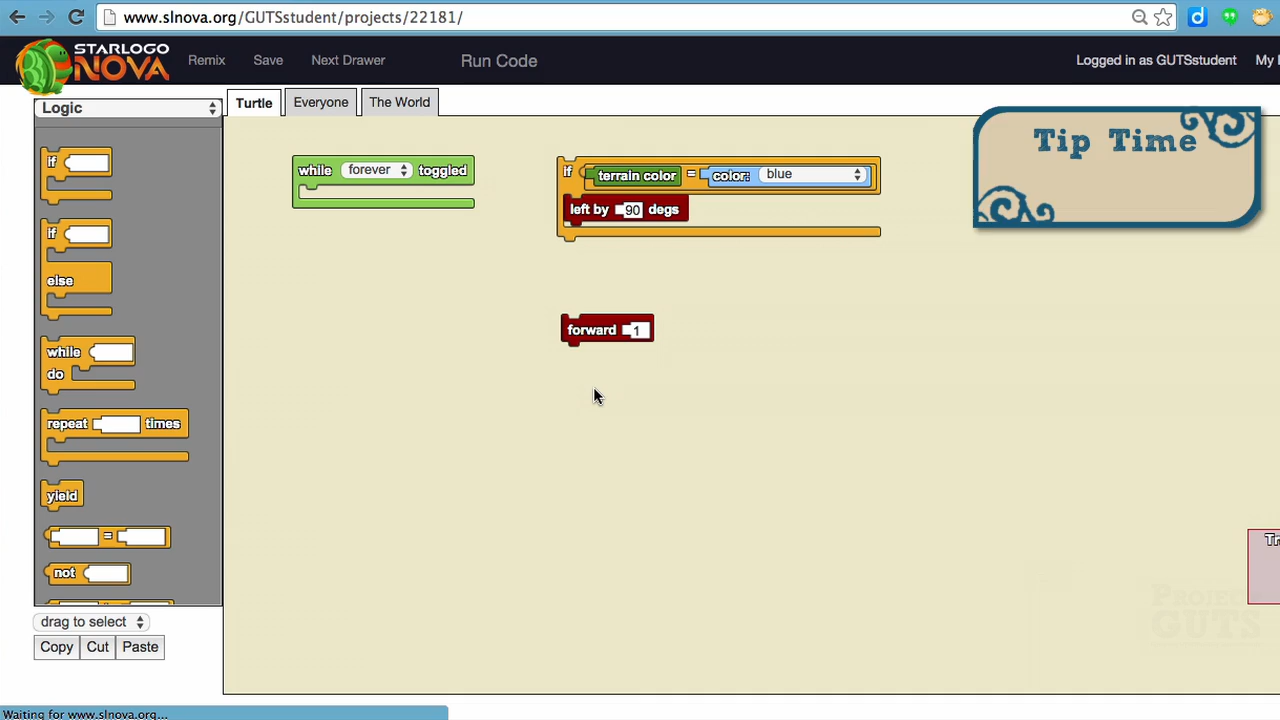 www.slnova.org/GUTSstudent/projects/22181/
STARLOGO
NOVA
Remix
Save
Next Drawer
Run Code
Logged in as GUTSstudent
My
Logic
Turtle
Everyone
The World
Tip Time
if
if
else
while
do
repeat times
yield
=
not
while forever toggled
if terrain color = color: blue
left by 90 degs
forward 1
PROJECT
GUTS
drag to select
Copy
Cut
Paste
Waiting for www.slnova.org...